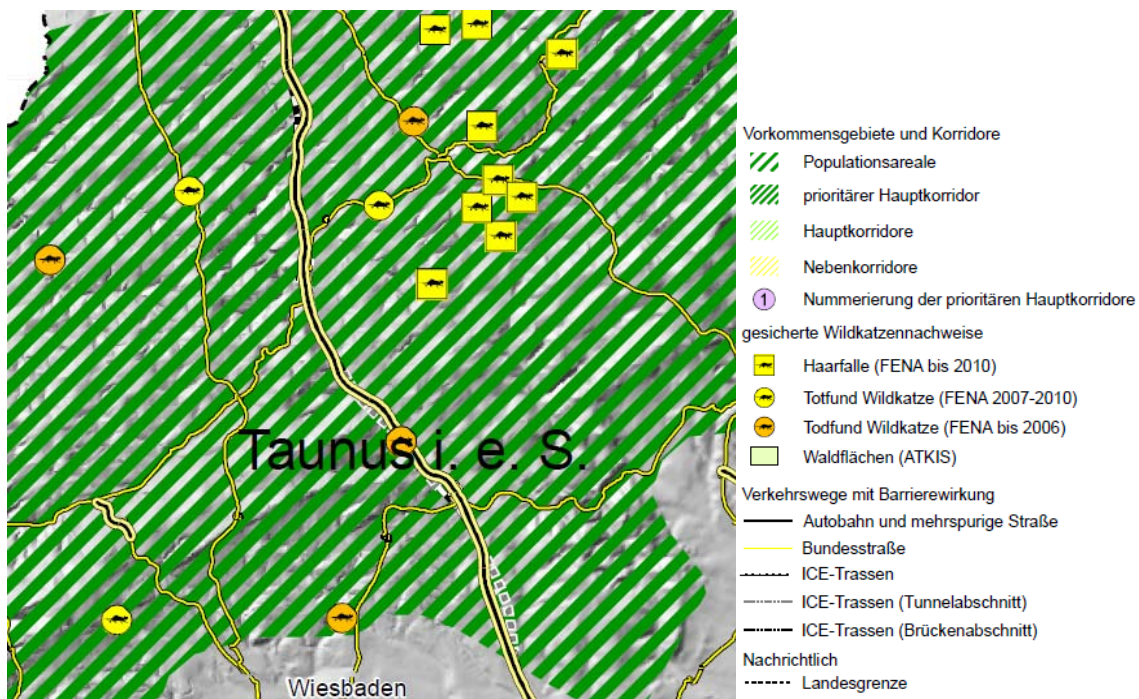 Taunus i. e. S.
Wiesbaden
Vorkommensgebiete und Korridore
Populationsareale
prioritärer Hauptkorridor
Hauptkorridore
Nebenkorridore
1 Nummerierung der prioritären Hauptkorridore
gesicherte Wildkatzennachweise
Haarfalle (FENA bis 2010)
Totfund Wildkatze (FENA 2007-2010)
Todfund Wildkatze (FENA bis 2006)
Waldflächen (ATKIS)
Verkehrswege mit Barrierewirkung
Autobahn und mehrspurige Straße
Bundesstraße
ICE-Trassen
ICE-Trassen (Tunnelabschnitt)
ICE-Trassen (Brückenabschnitt)
Nachrichtlich
Landesgrenze